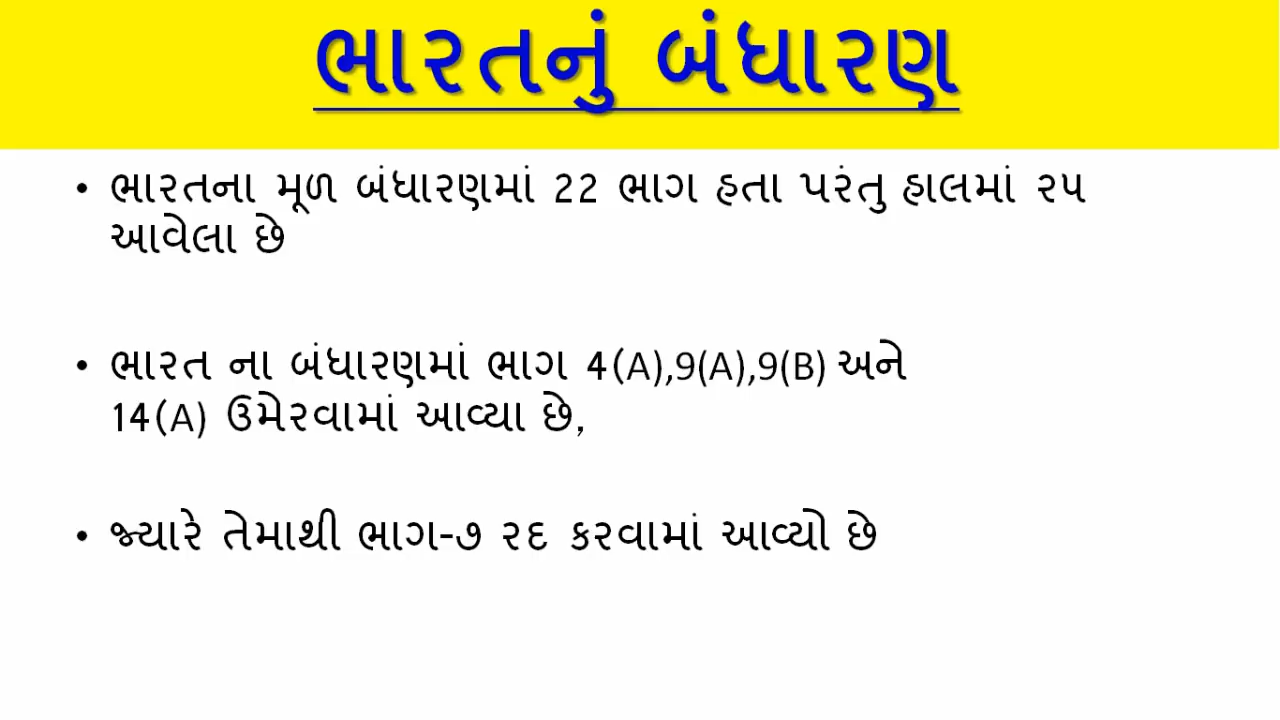 ભારતનું બંધારણ
• ભારતના મૂળ બંધારણમાં 22 ભાગ હતા પરંતુ હાલમાં ૨૫
આવેલા છે
• ભારત ના બંધારણમાં ભાગ 4(A),9(A),9(B) અને
14(A) ઉમેરવામાં આવ્યા છે,
• જ્યારે તેમાથી ભાગ-૭ રદ કરવામાં આવ્યો છે